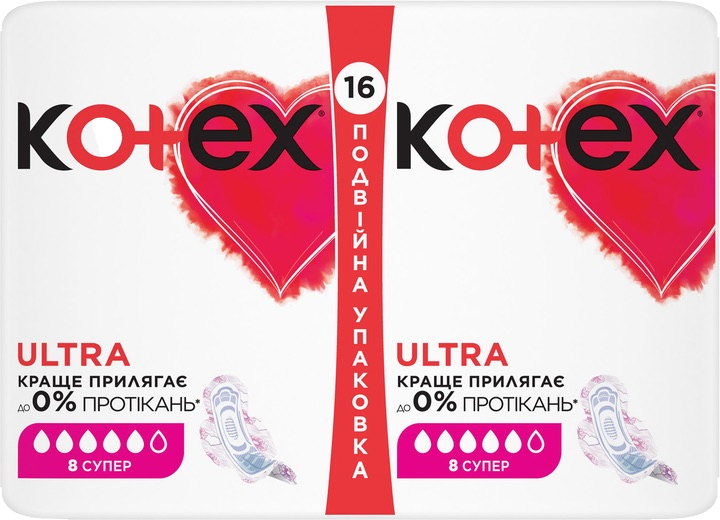 Kotex®
ULTRA
КРАЩЕ ПРИЛЯГАЄ
до 0% ПРОТІКАНЬ*
8 СУПЕР
16
ПОДВІЙНА УПАКОВКА
Kotex®
ULTRA
КРАЩЕ ПРИЛЯГАЄ
до 0% ПРОТІКАНЬ*
8 СУПЕР